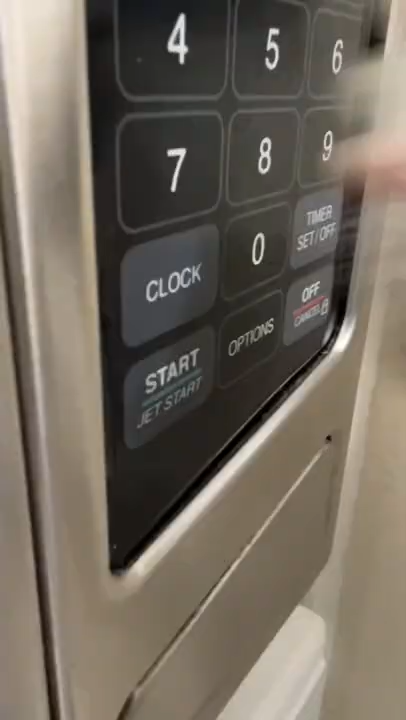 4 5 6
7 8 9
CLOCK 0 TIMER
SET/OFF
START OPTIONS OFF
JET START CANCEL